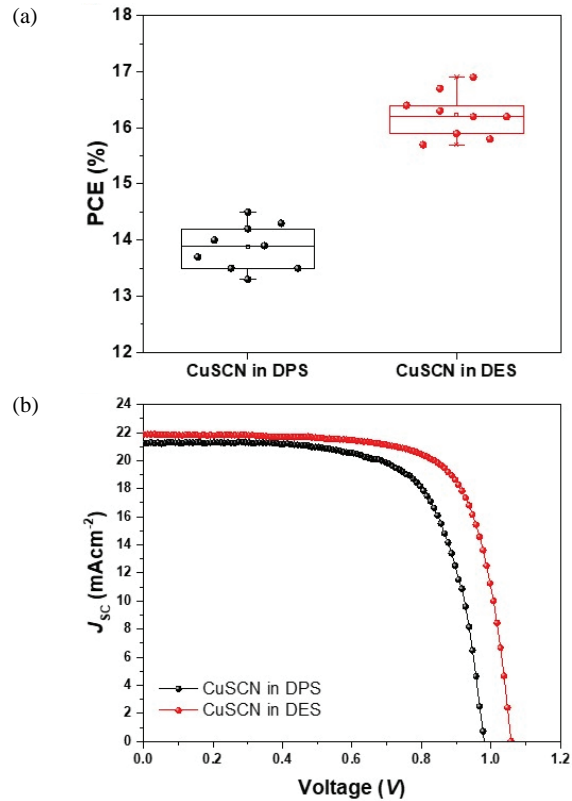 (a)
18
17
16
15
14
13
12
PCE (%)
CuSCN in DPS
CuSCN in DES
(b)
24
22
20
18
16
14
12
10
8
6
4
2
0
J_SC (mAcm⁻²)
CuSCN in DPS
CuSCN in DES
0.0 0.2 0.4 0.6 0.8 1.0 1.2
Voltage (V)